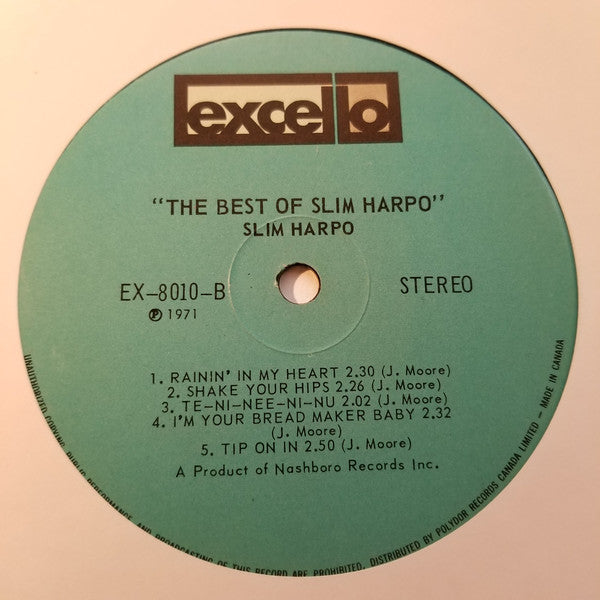 excello
"THE BEST OF SLIM HARPO"
SLIM HARPO
EX-8010-B
STEREO
℗ 1971
1. RAININ' IN MY HEART 2.30 (J. Moore)
2. SHAKE YOUR HIPS 2.26 (J. Moore)
3. TE-NI-NEE-NI-NU 2.02 (J. Moore)
4. I'M YOUR BREAD MAKER BABY 2.32
(J. Moore)
5. TIP ON IN 2.50 (J. Moore)
A Product of Nashboro Records Inc.
UNAUTHORIZED COPYING, PUBLIC PERFORMANCE AND BROADCASTING OF THIS RECORD ARE PROHIBITED. DISTRIBUTED BY POLYDOR RECORDS CANADA LIMITED – MADE IN CANADA